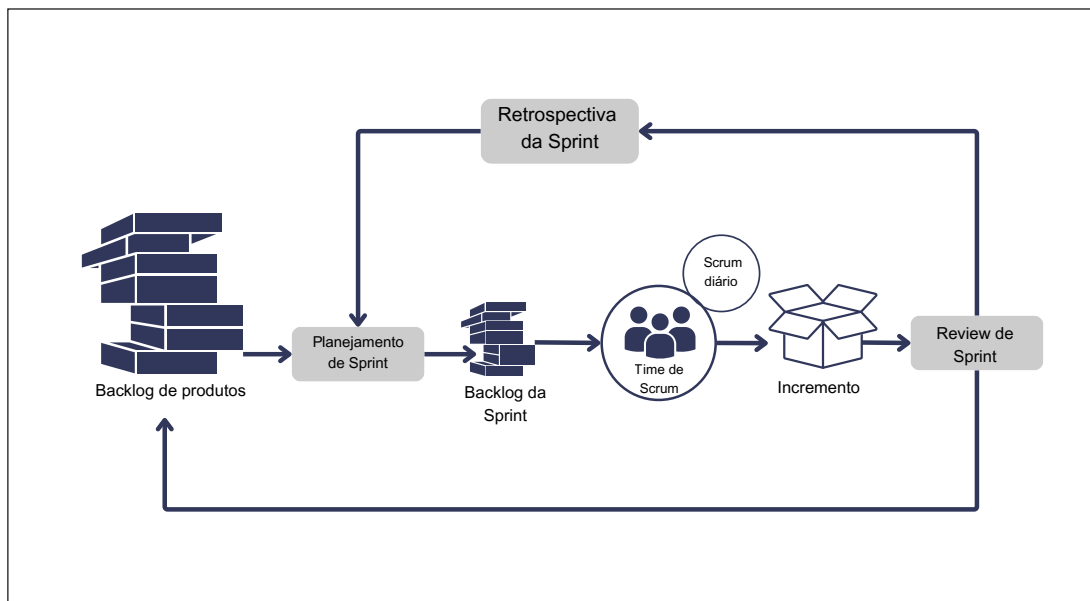 Retrospectiva
da Sprint
Scrum
diário
Planejamento
de Sprint
Review de
Sprint
Time de
Scrum
Backlog de produtos
Backlog da
Sprint
Incremento